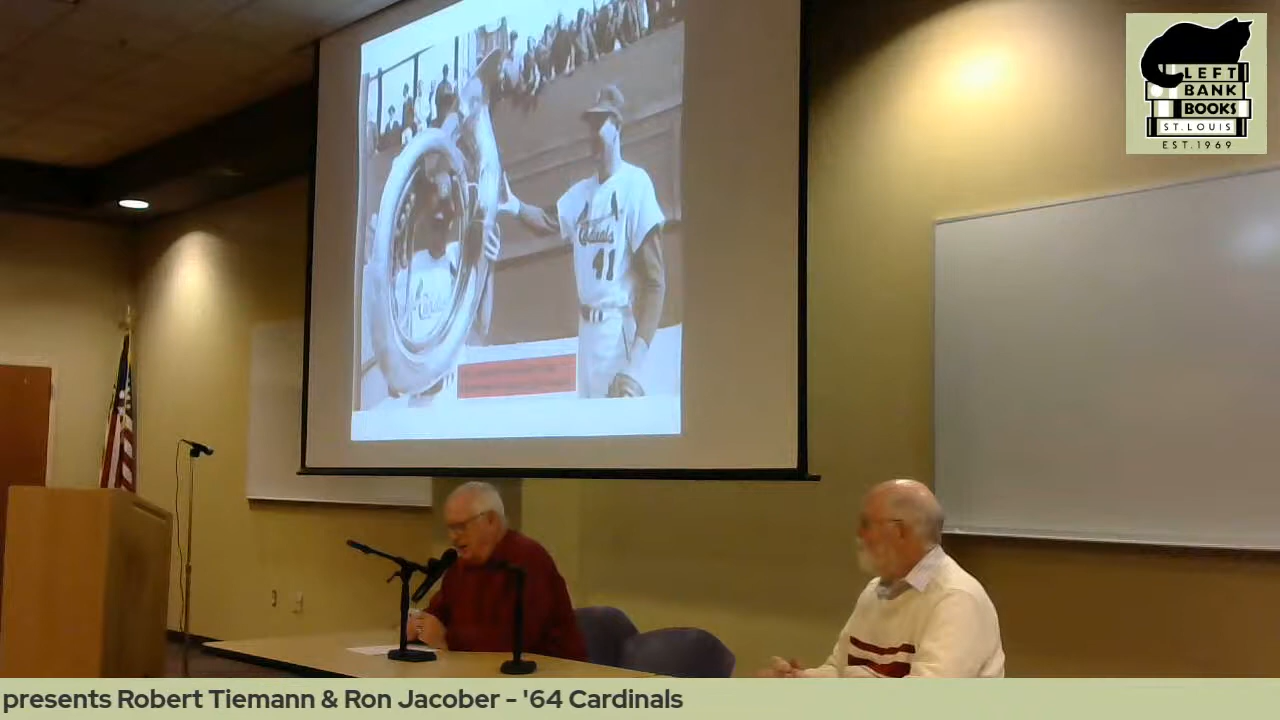 LEFT
BANK
BOOKS
ST. LOUIS
EST. 1969
Cardinals
41
presents Robert Tiemann & Ron Jacober - '64 Cardinals